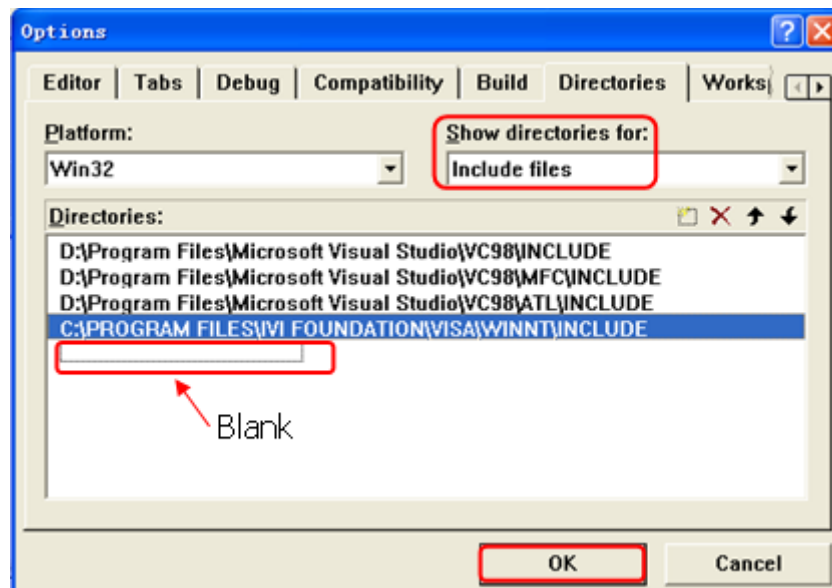 Options
Editor Tabs Debug Compatibility Build Directories Works
Platform: Show directories for:
Win32 Include files
Directories:
D:\Program Files\Microsoft Visual Studio\VC98\INCLUDE
D:\Program Files\Microsoft Visual Studio\VC98\MFC\INCLUDE
D:\Program Files\Microsoft Visual Studio\VC98\ATL\INCLUDE
C:\PROGRAM FILES\IVI FOUNDATION\VISA\WINNT\INCLUDE
Blank
OK Cancel